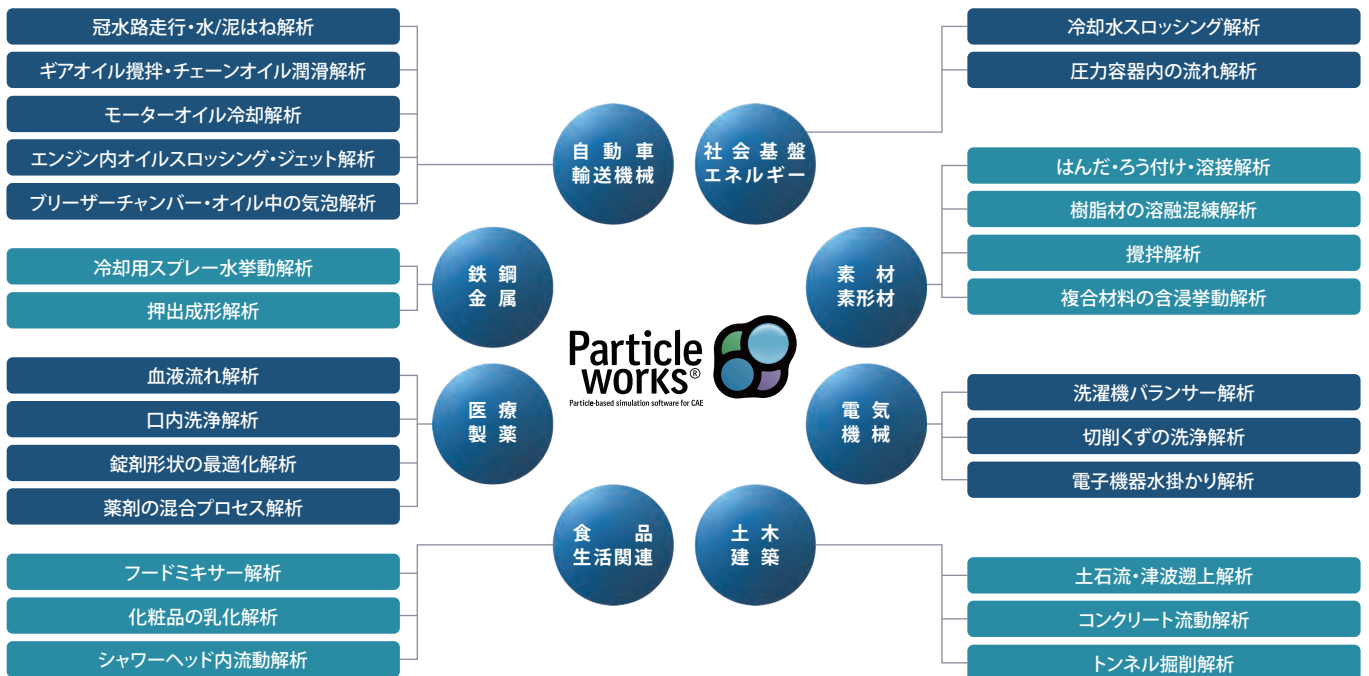 冠水路走行・水/泥はね解析
ギアオイル攪拌・チェーンオイル潤滑解析
モーターオイル冷却解析
エンジン内オイルスロッシング・ジェット解析
ブリーザーチャンバー・オイル中の気泡解析
自動車
輸送機械
冷却用スプレー水挙動解析
押出成形解析
鉄鋼
金属
血液流れ解析
口内洗浄解析
錠剤形状の最適化解析
薬剤の混合プロセス解析
医療
製薬
フードミキサー解析
化粧品の乳化解析
シャワーヘッド内流動解析
食品
生活関連
Particle
works®
Particle-based simulation software for CAE
社会基盤
エネルギー
冷却水スロッシング解析
圧力容器内の流れ解析
素材
素形材
はんだ・ろう付け・溶接解析
樹脂材の溶融混練解析
攪拌解析
複合材料の含浸挙動解析
電気
機械
洗濯機バランサー解析
切削くずの洗浄解析
電子機器水掛かり解析
土木
建築
土石流・津波遡上解析
コンクリート流動解析
トンネル掘削解析